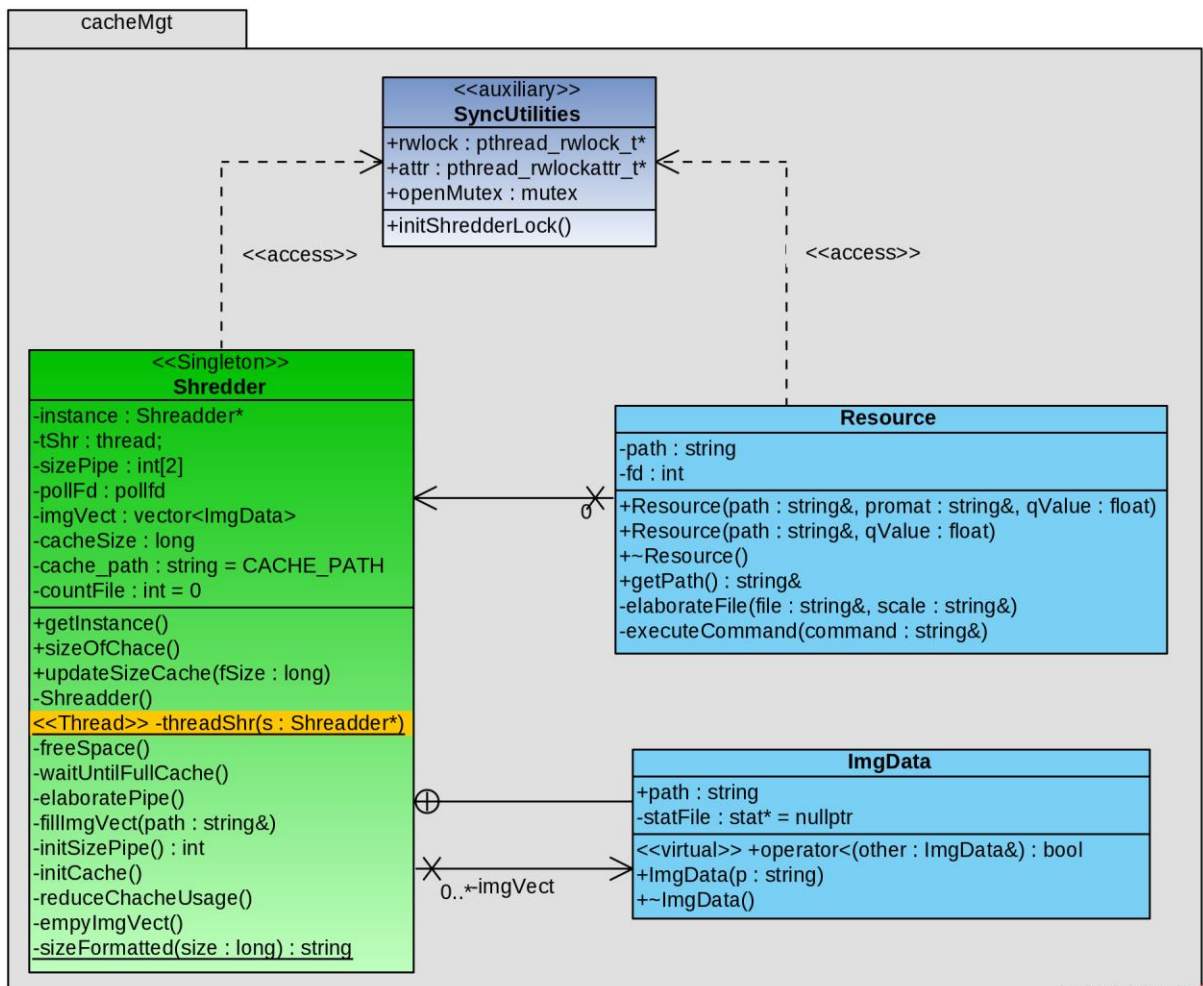 cacheMgt
<<auxiliary>>
SyncUtilities
+rwlock : pthread_rwlock_t*
+attr : pthread_rwlockattr_t*
+openMutex : mutex
+initShredderLock()
<<access>>
<<access>>
<<Singleton>>
Shredder
-instance : Shreadder*
-tShr : thread;
-sizePipe : int[2]
-pollFd : pollfd
-imgVect : vector<ImgData>
-cacheSize : long
-cache_path : string = CACHE_PATH
-countFile : int = 0
+getInstance()
+sizeOfChace()
+updateSizeCache(fSize : long)
-Shreadder()
<<Thread>> -threadShr(s : Shreadder*)
-freeSpace()
-waitUntilFullCache()
-elaboratePipe()
-fillImgVect(path : string&)
-initSizePipe() : int
-initCache()
-reduceChacheUsage()
-empyImgVect()
-sizeFormatted(size : long) : string
0
Resource
-path : string
-fd : int
+Resource(path : string&, promat : string&, qValue : float)
+Resource(path : string&, qValue : float)
+~Resource()
+getPath() : string&
-elaborateFile(file : string&, scale : string&)
-executeCommand(command : string&)
0..*
-imgVect
ImgData
+path : string
-statFile : stat* = nullptr
<<virtual>> +operator<(other : ImgData&) : bool
+ImgData(p : string)
+~ImgData()